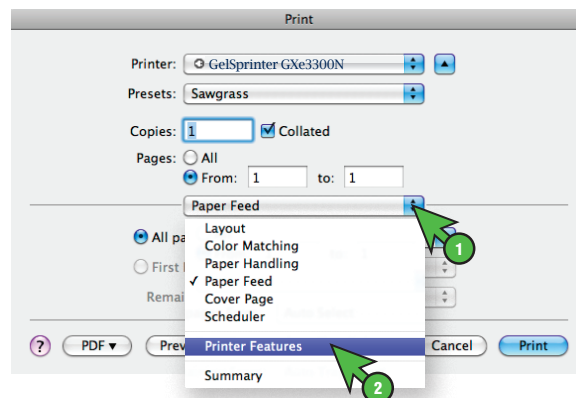 Print
Printer: GelSprinter GXe3300N
Presets: Sawgrass
Copies: 1 Collated
Pages: All
From: 1 to: 1
Paper Feed
1
Layout
All pa
Color Matching
Paper Handling
First
Paper Feed
Remai
Cover Page
Scheduler
? PDF Prev Printer Features Cancel Print
Summary
2